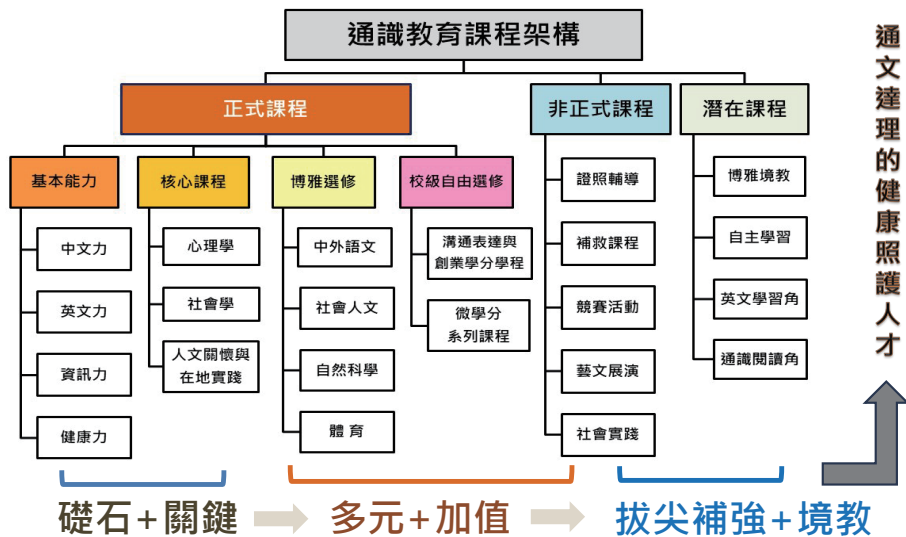 通識教育課程架構
正式課程
非正式課程
潛在課程
基本能力
核心課程
博雅選修
校級自由選修
中文力
英文力
資訊力
健康力
心理學
社會學
人文關懷與
在地實踐
中外語文
社會人文
自然科學
體 育
溝通表達與
創業學分學程
微學分
系列課程
證照輔導
補救課程
競賽活動
藝文展演
社會實踐
博雅境教
自主學習
英文學習角
通識閱讀角
礎石+關鍵
多元+加值
拔尖補強+境教
通文達理的健康照護人才